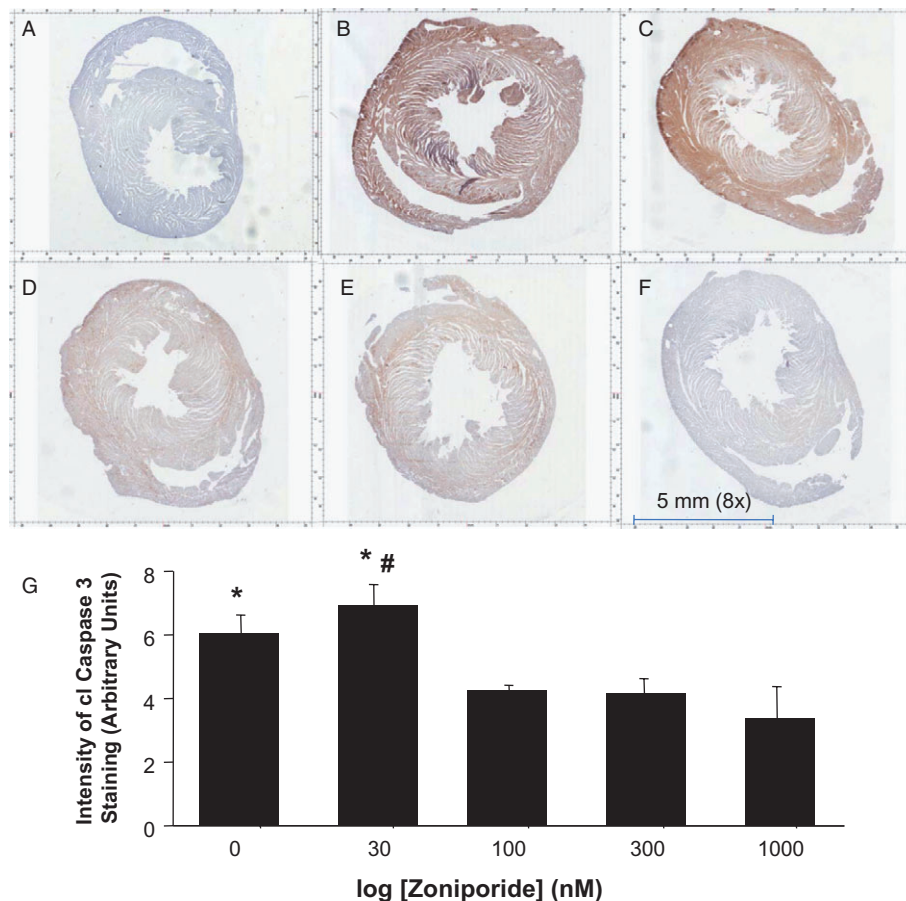 A
B
C
D
E
F
5 mm (8x)
G
Intensity of cl Caspase 3
Staining (Arbitrary Units)
8
6
4
2
0
*
* #
0 30 100 300 1000
log [Zoniporide] (nM)